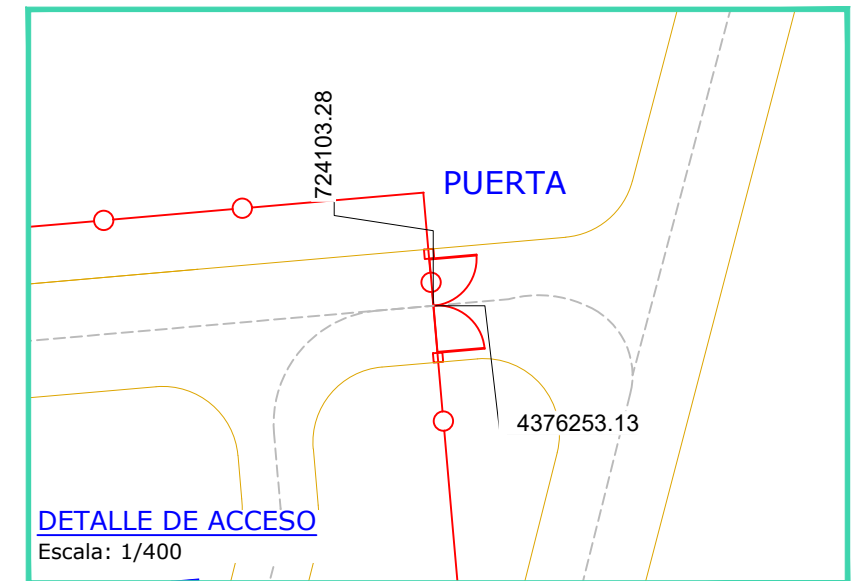 724103.28
PUERTA
4376253.13
DETALLE DE ACCESO
Escala: 1/400